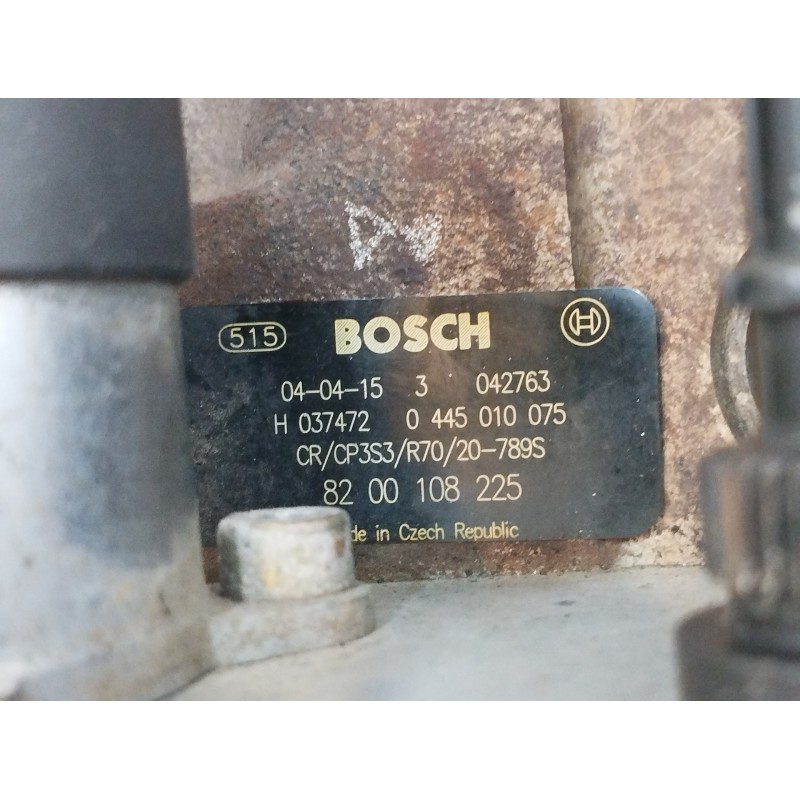 515 BOSCH
04-04-15 3 042763
H 037472 0 445 010 075
CR/CP3S3/R70/20-789S
82 00 108 225
in Czech Republic